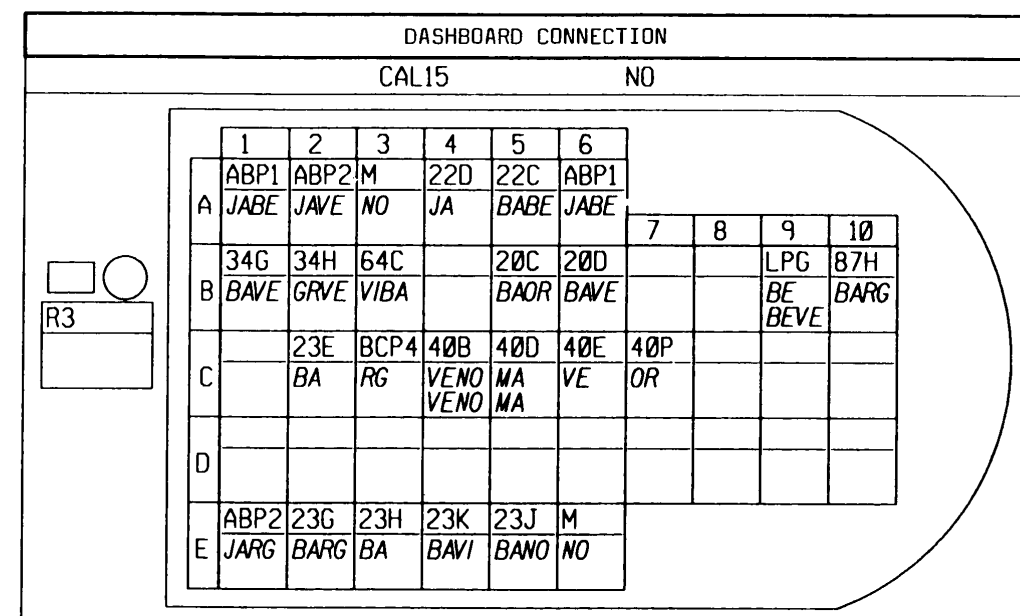 DASHBOARD CONNECTION
CAL15 NO
1 2 3 4 5 6
ABP1 ABP2 M 22D 22C ABP1
A JABE JAVE NO JA BABE JABE
7 8 9 10
34G 34H 64C 20C 20D LPG 87H
B BAVE GRVE VIBA BAOR BAVE BE BARG
BEVE
R3
23E BCP4 40B 40D 40E 40P
C BA RG VENO MA VE OR
VENO MA
D
ABP2 23G 23H 23K 23J M
E JARG BARG BA BAVI BANO NO